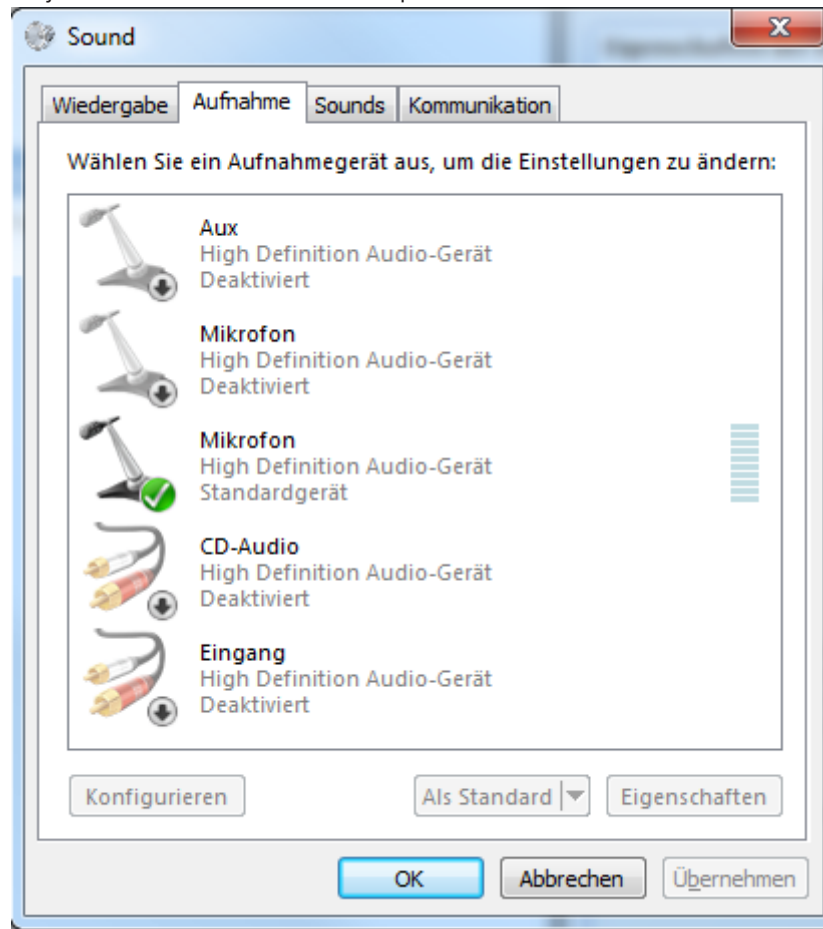 Sound
Wiedergabe Aufnahme Sounds Kommunikation
Wählen Sie ein Aufnahmegerät aus, um die Einstellungen zu ändern:
Aux
High Definition Audio-Gerät
Deaktiviert
Mikrofon
High Definition Audio-Gerät
Deaktiviert
Mikrofon
High Definition Audio-Gerät
Standardgerät
CD-Audio
High Definition Audio-Gerät
Deaktiviert
Eingang
High Definition Audio-Gerät
Deaktiviert
Konfigurieren Als Standard Eigenschaften
OK Abbrechen Übernehmen